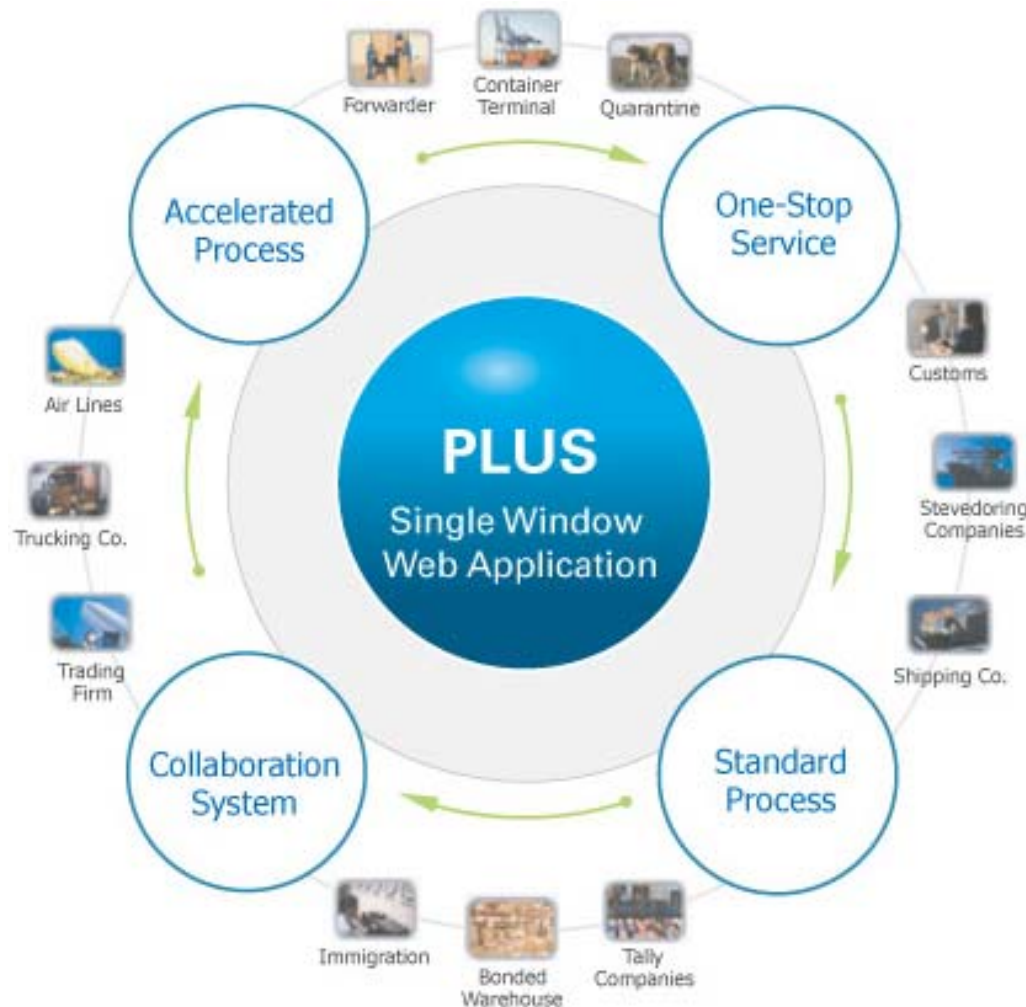 Forwarder
Container
Terminal
Quarantine
Accelerated
Process
One-Stop
Service
Air Lines
Customs
PLUS
Single Window
Web Application
Trucking Co.
Stevedoring
Companies
Trading
Firm
Shipping Co.
Collaboration
System
Standard
Process
Immigration
Bonded
Warehouse
Tally
Companies